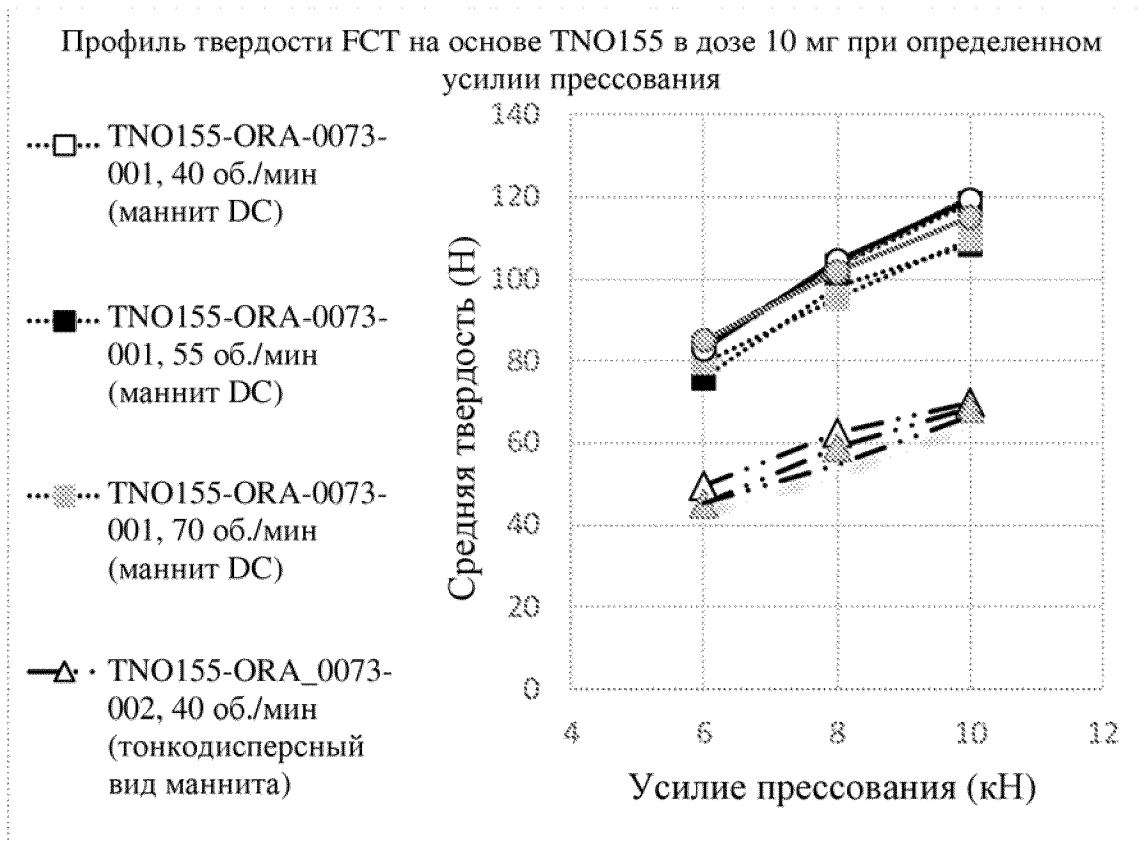 Профиль твердости FCT на основе TNO155 в дозе 10 мг при определенном
усилии прессования
TNO155-ORA-0073-
001, 40 об./мин
(маннит DC)
TNO155-ORA-0073-
001, 55 об./мин
(маннит DC)
TNO155-ORA-0073-
001, 70 об./мин
(маннит DC)
TNO155-ORA_0073-
002, 40 об./мин
(тонкодисперсный
вид маннита)
Средняя твердость (Н)
140
120
100
80
60
40
20
0
4 6 8 10 12
Усилие прессования (кН)